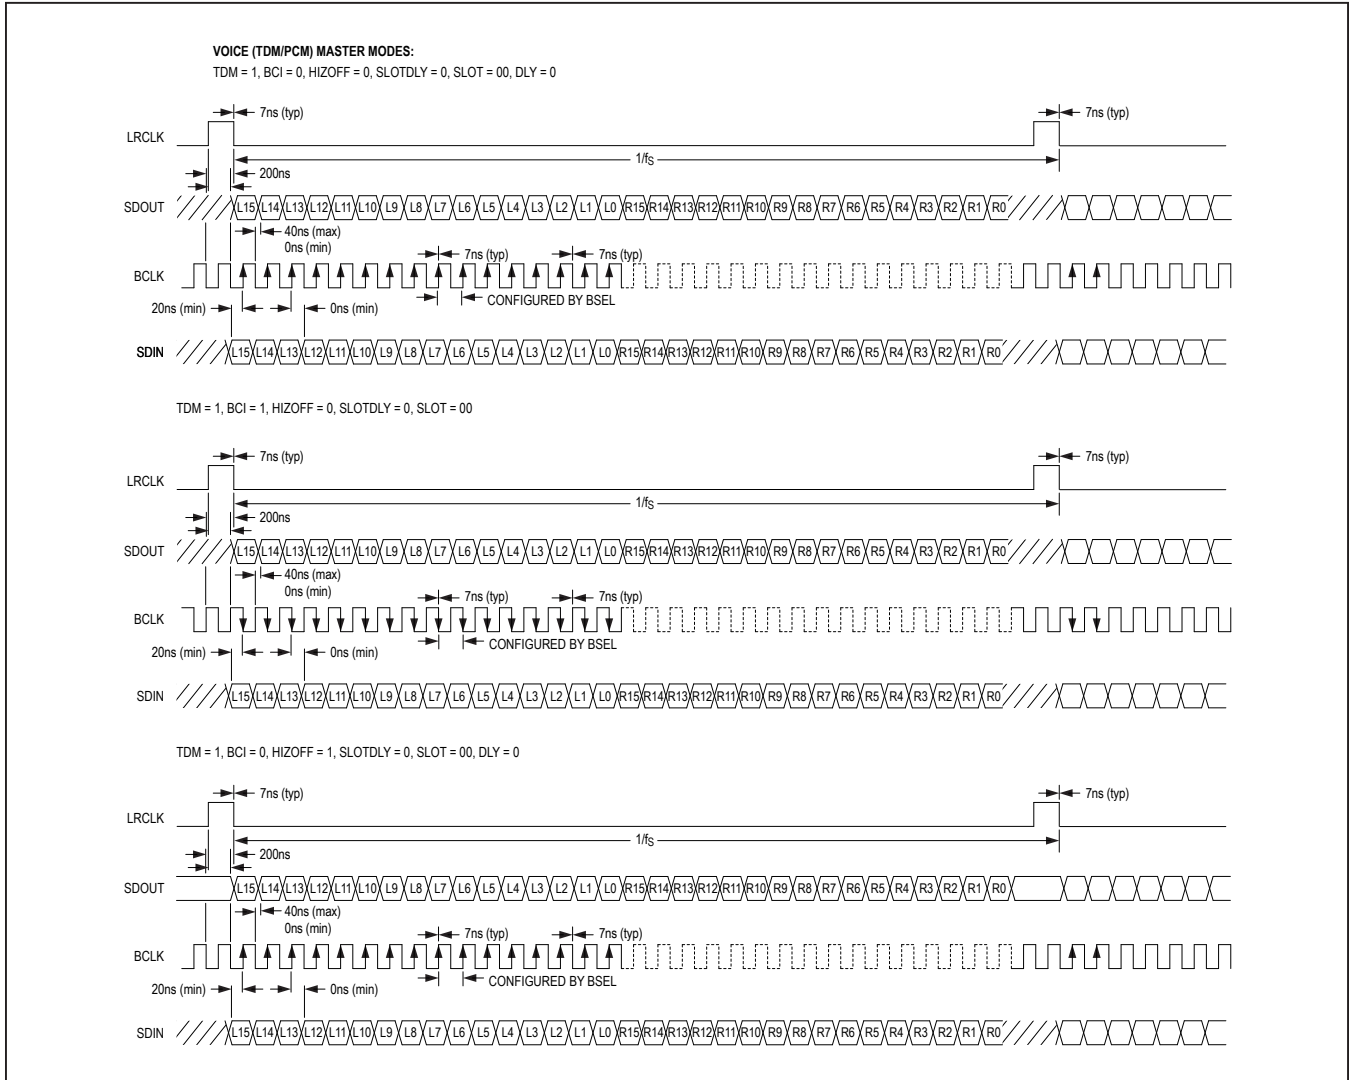 VOICE (TDM/PCM) MASTER MODES:
TDM = 1, BCI = 0, HIZOFF = 0, SLOTDLY = 0, SLOT = 00, DLY = 0
7ns (typ) 7ns (typ)
LRCLK
1/fS
200ns
SDOUT L15 L14 L13 L12 L11 L10 L9 L8 L7 L6 L5 L4 L3 L2 L1 L0 R15 R14 R13 R12 R11 R10 R9 R8 R7 R6 R5 R4 R3 R2 R1 R0
40ns (max)
0ns (min) 7ns (typ) 7ns (typ)
BCLK
CONFIGURED BY BSEL
20ns (min) 0ns (min)
SDIN L15 L14 L13 L12 L11 L10 L9 L8 L7 L6 L5 L4 L3 L2 L1 L0 R15 R14 R13 R12 R11 R10 R9 R8 R7 R6 R5 R4 R3 R2 R1 R0
TDM = 1, BCI = 1, HIZOFF = 0, SLOTDLY = 0, SLOT = 00
7ns (typ) 7ns (typ)
LRCLK
1/fS
200ns
SDOUT L15 L14 L13 L12 L11 L10 L9 L8 L7 L6 L5 L4 L3 L2 L1 L0 R15 R14 R13 R12 R11 R10 R9 R8 R7 R6 R5 R4 R3 R2 R1 R0
40ns (max)
0ns (min) 7ns (typ) 7ns (typ)
BCLK
CONFIGURED BY BSEL
20ns (min) 0ns (min)
SDIN L15 L14 L13 L12 L11 L10 L9 L8 L7 L6 L5 L4 L3 L2 L1 L0 R15 R14 R13 R12 R11 R10 R9 R8 R7 R6 R5 R4 R3 R2 R1 R0
TDM = 1, BCI = 0, HIZOFF = 1, SLOTDLY = 0, SLOT = 00, DLY = 0
7ns (typ) 7ns (typ)
LRCLK
1/fS
200ns
SDOUT L15 L14 L13 L12 L11 L10 L9 L8 L7 L6 L5 L4 L3 L2 L1 L0 R15 R14 R13 R12 R11 R10 R9 R8 R7 R6 R5 R4 R3 R2 R1 R0
40ns (max)
0ns (min) 7ns (typ) 7ns (typ)
BCLK
CONFIGURED BY BSEL
20ns (min) 0ns (min)
SDIN L15 L14 L13 L12 L11 L10 L9 L8 L7 L6 L5 L4 L3 L2 L1 L0 R15 R14 R13 R12 R11 R10 R9 R8 R7 R6 R5 R4 R3 R2 R1 R0